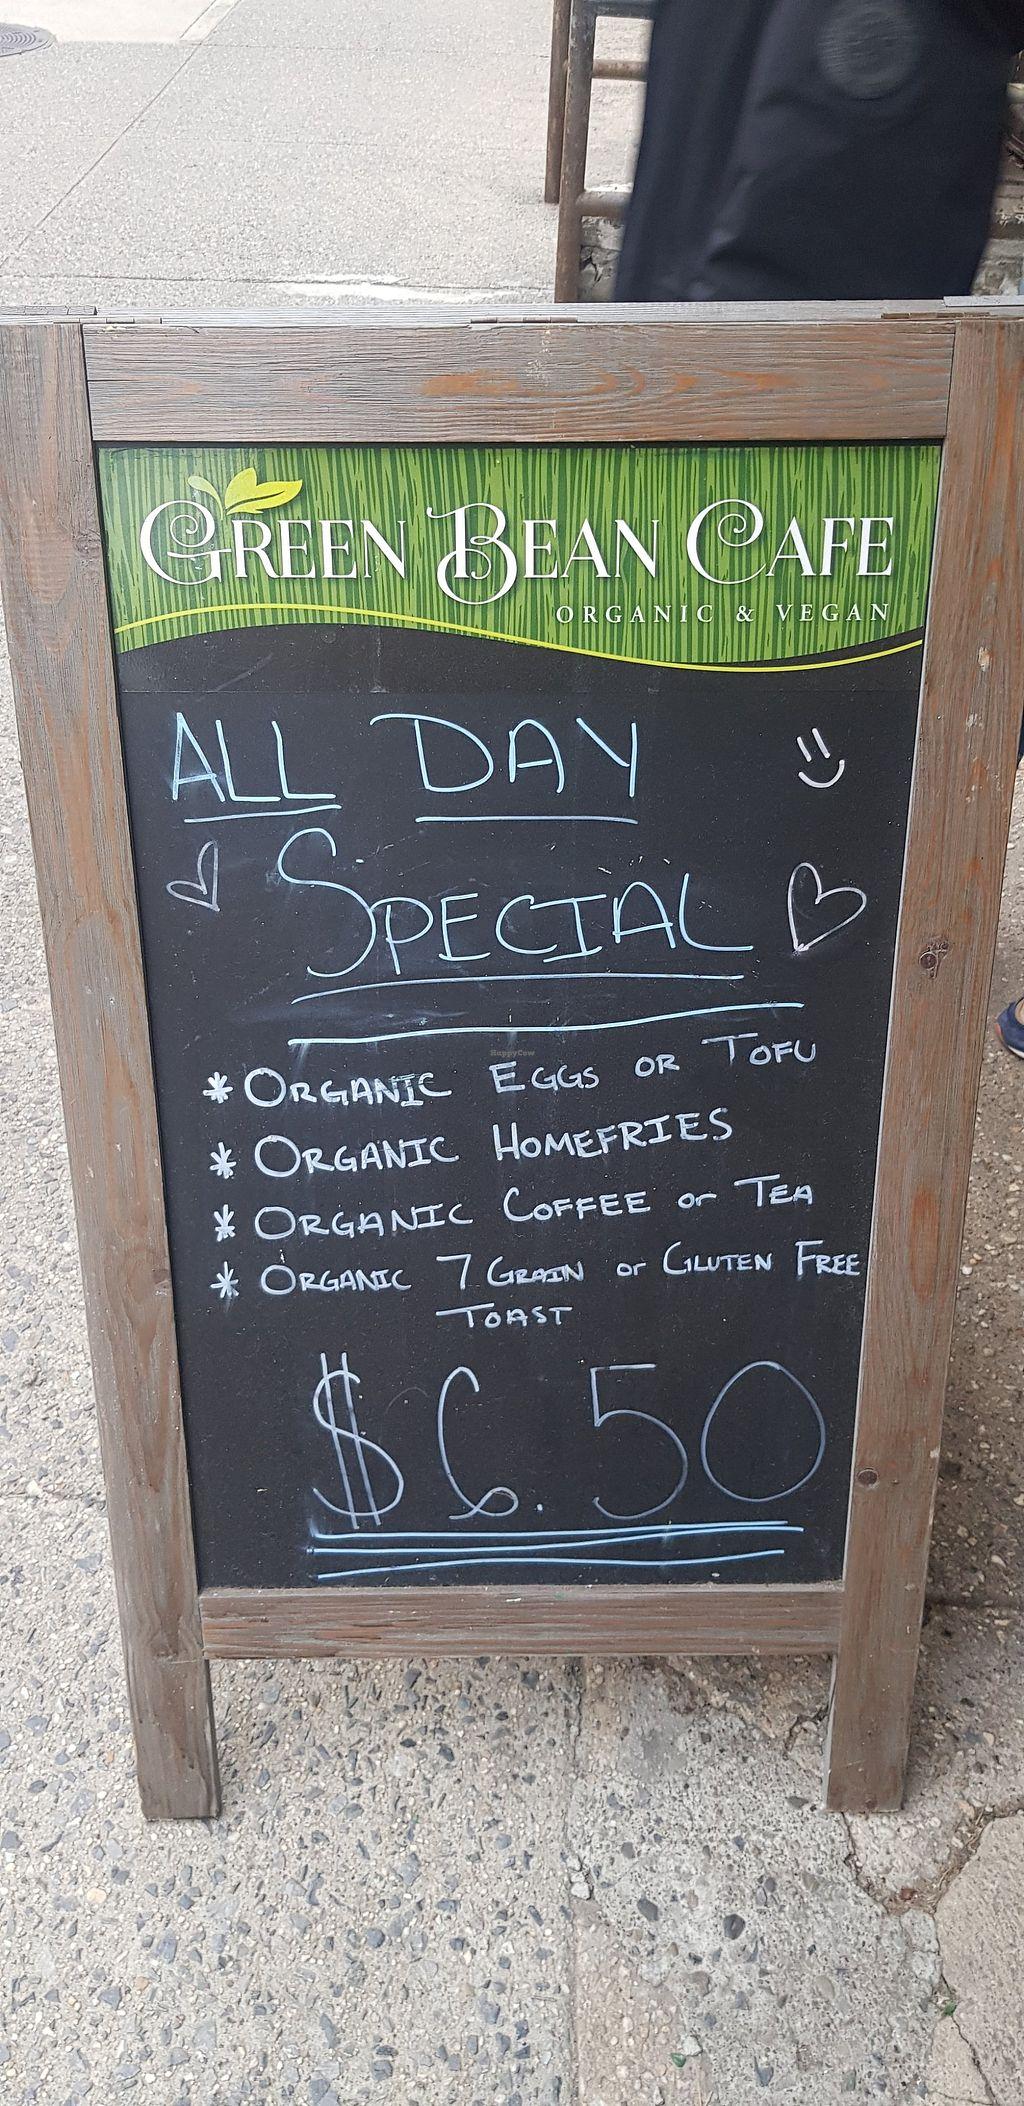 GREEN BEAN CAFE
ORGANIC & VEGAN
ALL DAY
SPECIAL
* ORGANIC EGGS OR TOFU
* ORGANIC HOMEFRIES
* ORGANIC COFFEE or TEA
* ORGANIC 7 GRAIN or GLUTEN FREE
TOAST
$6.50
HappyCow